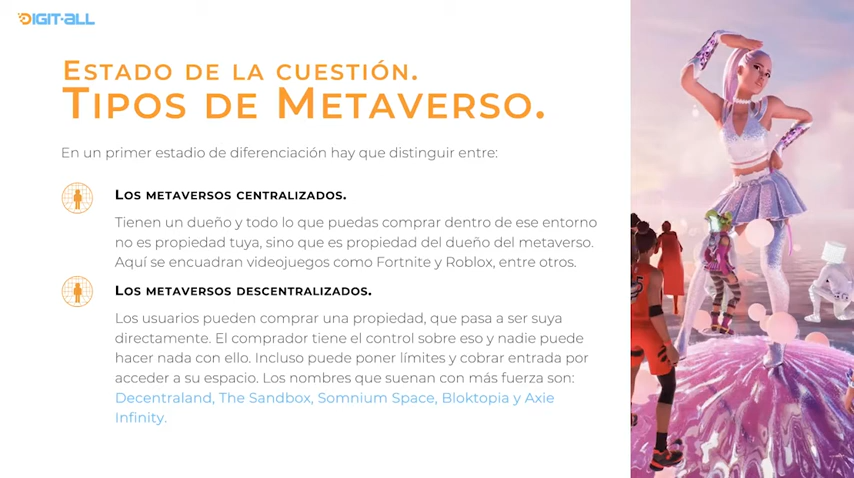 DIGIT-ALL
Estado de la cuestión.
Tipos de Metaverso.
En un primer estadio de diferenciación hay que distinguir entre:
Los metaversos centralizados.
Tienen un dueño y todo lo que puedas comprar dentro de ese entorno
no es propiedad tuya, sino que es propiedad del dueño del metaverso.
Aquí se encuadran videojuegos como Fortnite y Roblox, entre otros.
Los metaversos descentralizados.
Los usuarios pueden comprar una propiedad, que pasa a ser suya
directamente. El comprador tiene el control sobre eso y nadie puede
hacer nada con ello. Incluso puede poner límites y cobrar entrada por
acceder a su espacio. Los nombres que suenan con más fuerza son:
Decentraland, The Sandbox, Somnium Space, Bloktopia y Axie
Infinity.